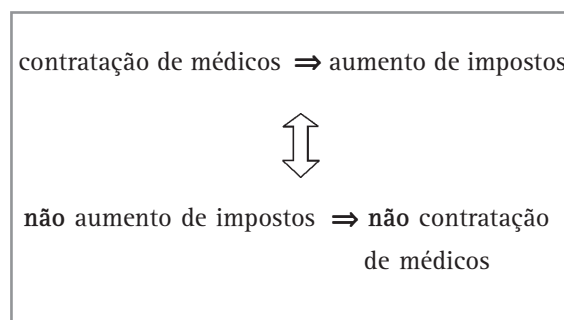 contratação de médicos ⇒ aumento de impostos
⇕
não aumento de impostos ⇒ não contratação
de médicos